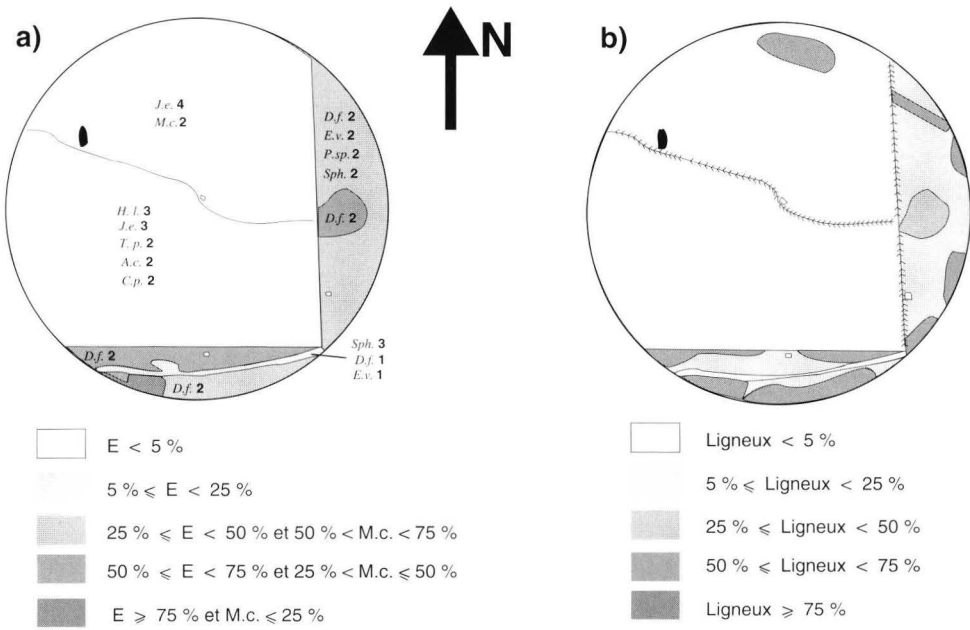 a)
N
b)
J.e. 4
M.c. 2
D.f. 2
E.v. 2
P.sp. 2
Sph. 2
D.f. 2
H. l. 3
J.e. 3
T. p. 2
A.c. 2
C.p. 2
D.f. 2
D.f. 2
Sph. 3
D.f. 1
E.v. 1
E < 5 %
5 % ⩽ E < 25 %
25 % ⩽ E < 50 % et 50 % < M.c. < 75 %
50 % ⩽ E < 75 % et 25 % < M.c. ⩽ 50 %
E ⩾ 75 % et M.c. ⩽ 25 %
Ligneux < 5 %
5 % ⩽ Ligneux < 25 %
25 % ⩽ Ligneux < 50 %
50 % ⩽ Ligneux < 75 %
Ligneux ⩾ 75 %